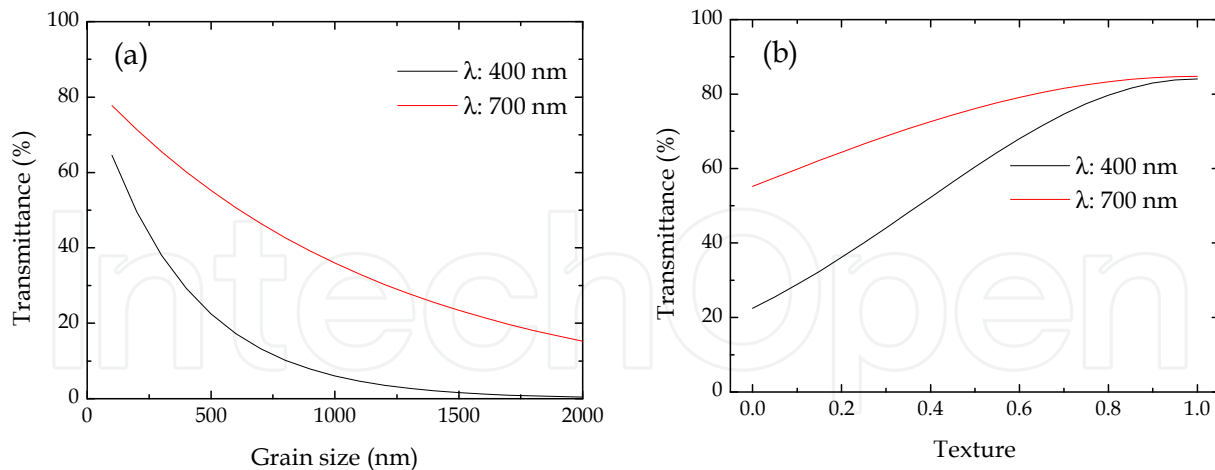 (a)
λ: 400 nm
λ: 700 nm
Transmittance (%)
100
80
60
40
20
0
0 500 1000 1500 2000
Grain size (nm)
(b)
λ: 400 nm
λ: 700 nm
Transmittance (%)
100
80
60
40
20
0
0.0 0.2 0.4 0.6 0.8 1.0
Texture
IntechOpen